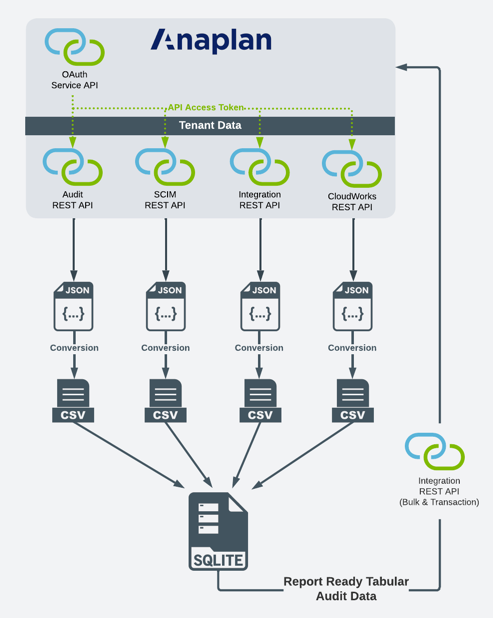 Anaplan
OAuth
Service API
API Access Token
Tenant Data
Audit
REST API
SCIM
REST API
Integration
REST API
CloudWorks
REST API
JSON
{...}
JSON
{...}
JSON
{...}
JSON
{...}
Conversion
Conversion
Conversion
Conversion
CSV
CSV
CSV
CSV
Integration
REST API
(Bulk & Transaction)
SQLITE
Report Ready Tabular
Audit Data